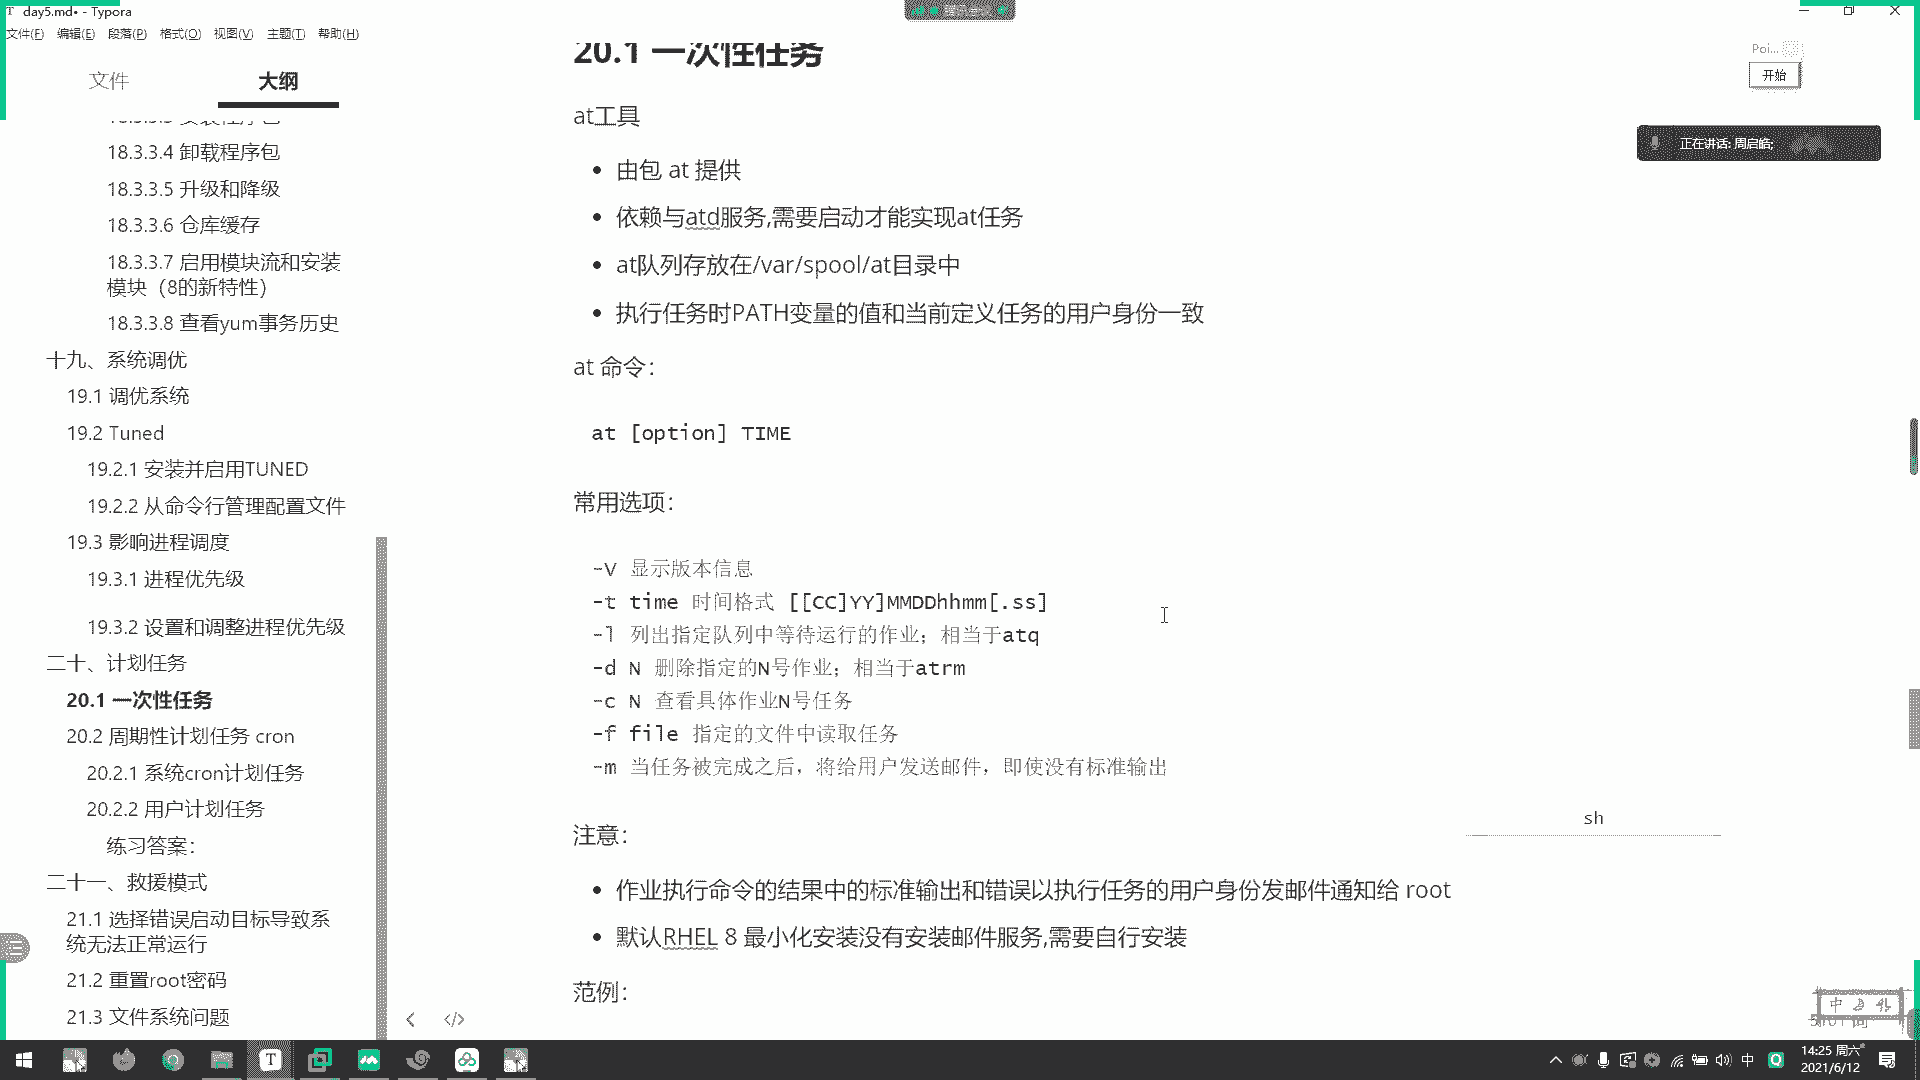 day5.md• - Typora
文件(F) 编辑(E) 段落(P) 格式(O) 视图(V) 主题(T) 帮助(H)
文件 大纲
18.3.3.4 卸载程序包
18.3.3.5 升级和降级
18.3.3.6 仓库缓存
18.3.3.7 启用模块流和安装
模块（8的新特性）
18.3.3.8 查看yum事务历史
十九、系统调优
19.1 调优系统
19.2 Tuned
19.2.1 安装并启用TUNED
19.2.2 从命令行管理配置文件
19.3 影响进程调度
19.3.1 进程优先级
19.3.2 设置和调整进程优先级
二十、计划任务
20.1 一次性任务
20.2 周期性计划任务 cron
20.2.1 系统cron计划任务
20.2.2 用户计划任务
练习答案：
二十一、救援模式
21.1 选择错误启动目标导致系
统无法正常运行
21.2 重置root密码
21.3 文件系统问题
20.1 一次性任务
at工具
• 由包 at 提供
• 依赖与atd服务,需要启动才能实现at任务
• at队列存放在/var/spool/at目录中
• 执行任务时PATH变量的值和当前定义任务的用户身份一致
at 命令：
at [option] TIME
常用选项：
-V 显示版本信息
-t time 时间格式 [[CC]YY]MMDDhhmm[.ss]
-l 列出指定队列中等待运行的作业；相当于atq
-d N 删除指定的N号作业；相当于atrm
-c N 查看具体作业N号任务
-f file 指定的文件中读取任务
-m 当任务被完成之后，将给用户发送邮件，即使没有标准输出
sh
注意：
• 作业执行命令的结果中的标准输出和错误以执行任务的用户身份发邮件通知给 root
• 默认RHEL 8 最小化安装没有安装邮件服务,需要自行安装
范例：
Poi...
开始
正在讲话: 周启皓;
中
14:25 周六
2021/6/12